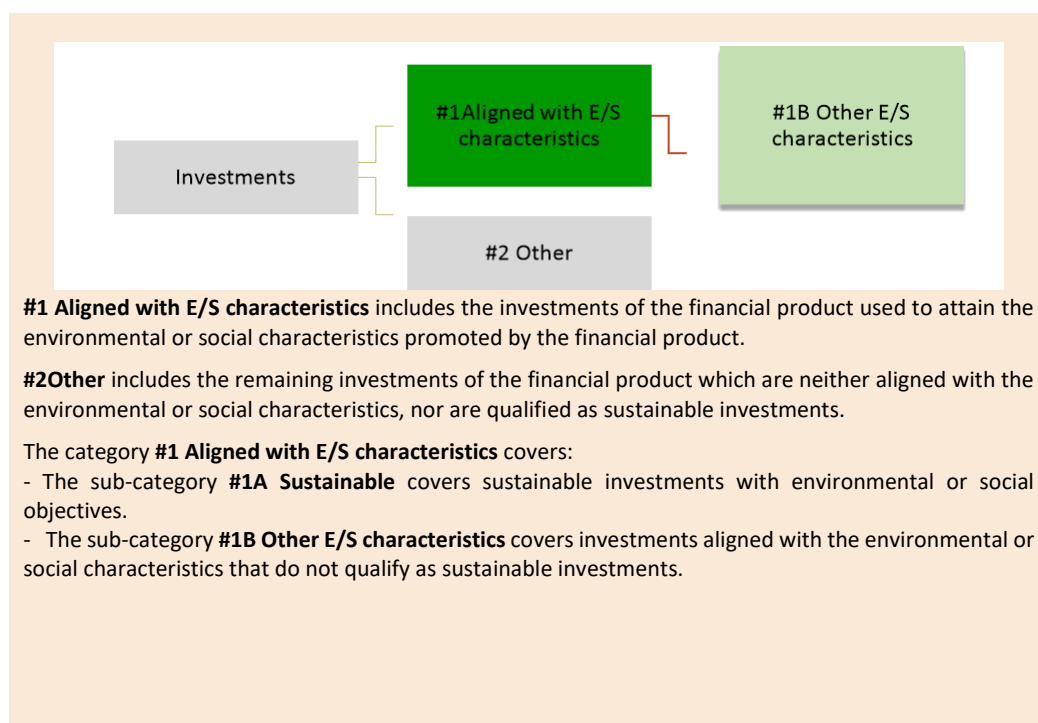 #1Aligned with E/S
characteristics
#1B Other E/S
characteristics
Investments
#2 Other
#1 Aligned with E/S characteristics includes the investments of the financial product used to attain the
environmental or social characteristics promoted by the financial product.
#2Other includes the remaining investments of the financial product which are neither aligned with the
environmental or social characteristics, nor are qualified as sustainable investments.
The category #1 Aligned with E/S characteristics covers:
- The sub-category #1A Sustainable covers sustainable investments with environmental or social
objectives.
- The sub-category #1B Other E/S characteristics covers investments aligned with the environmental or
social characteristics that do not qualify as sustainable investments.